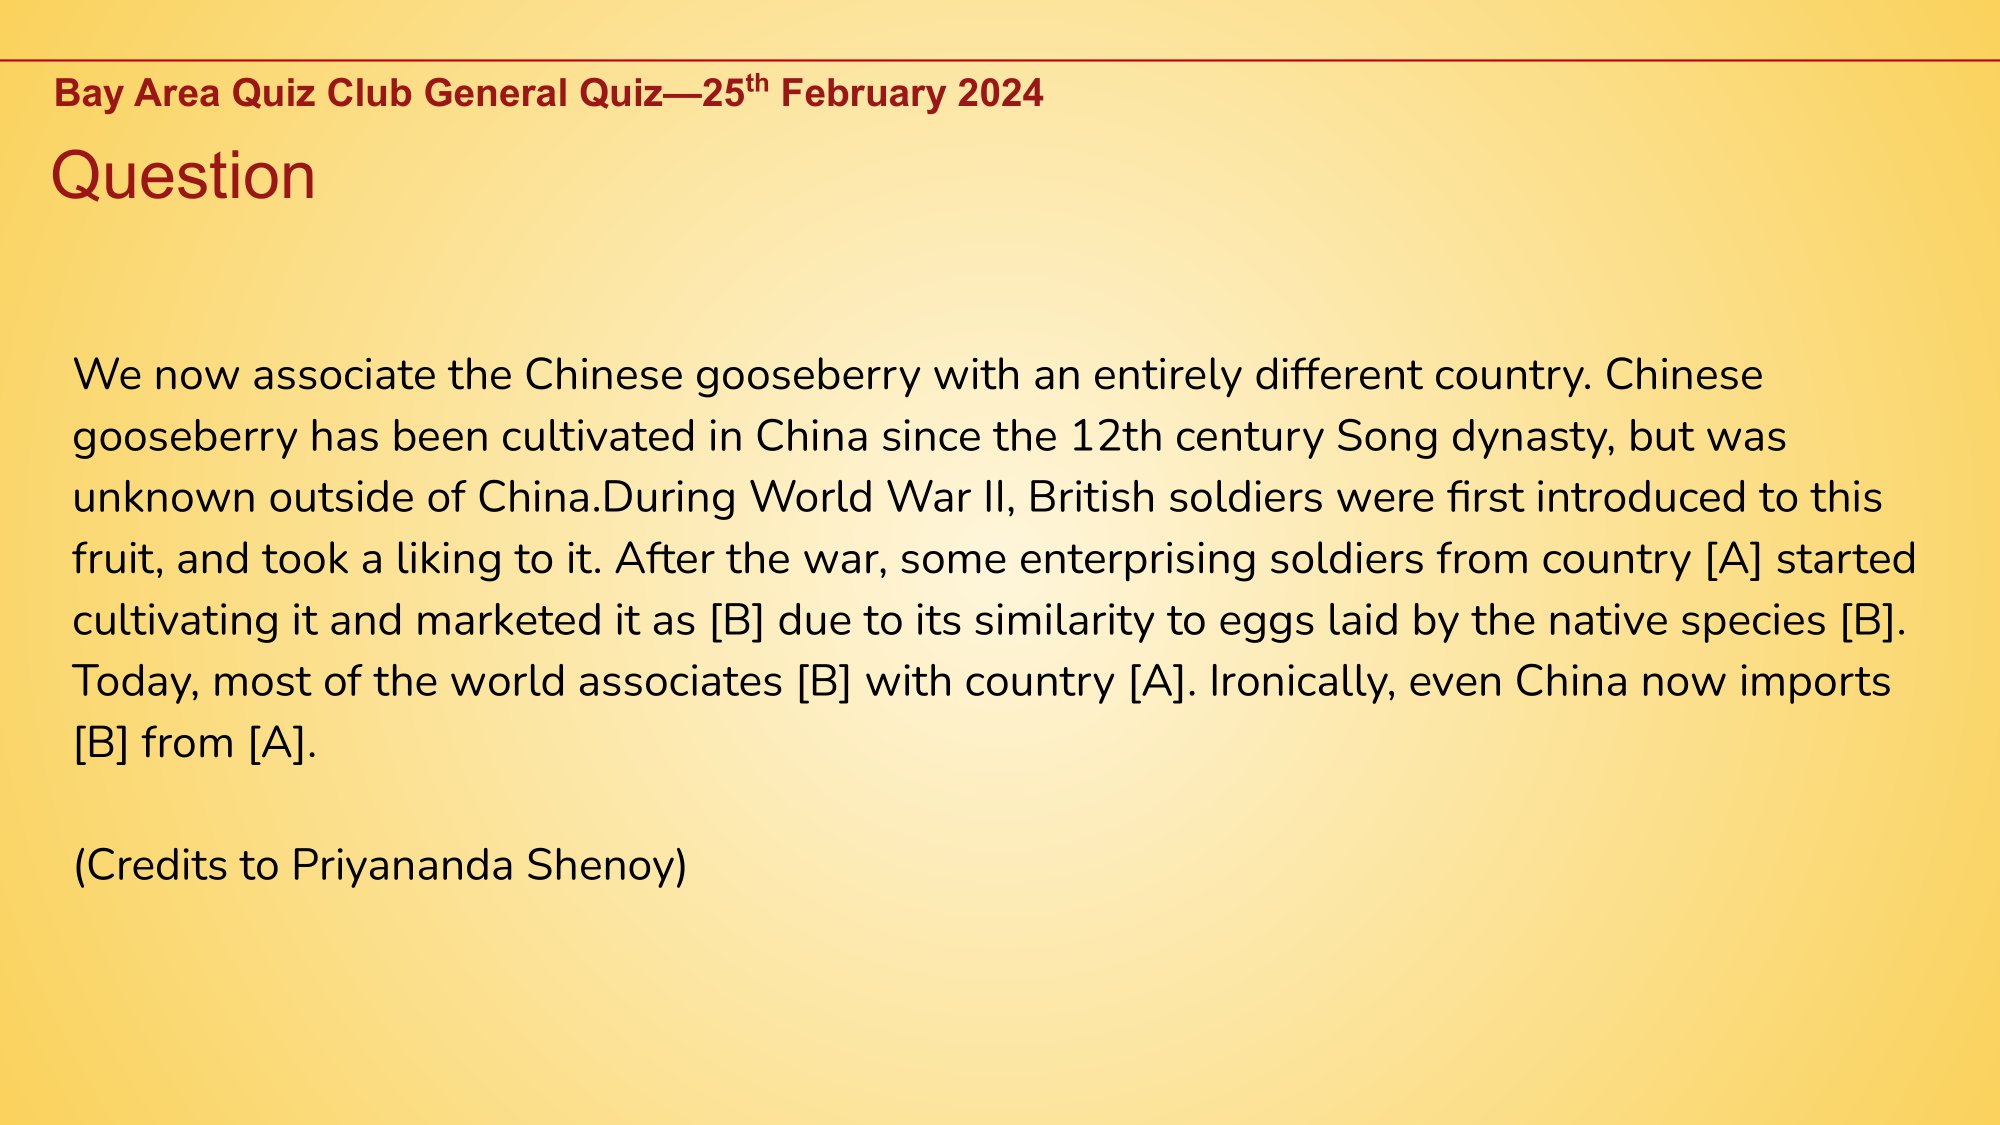 Bay Area Quiz Club General Quiz—25th February 2024
Question
We now associate the Chinese gooseberry with an entirely different country. Chinese
gooseberry has been cultivated in China since the 12th century Song dynasty, but was
unknown outside of China.During World War II, British soldiers were first introduced to this
fruit, and took a liking to it. After the war, some enterprising soldiers from country [A] started
cultivating it and marketed it as [B] due to its similarity to eggs laid by the native species [B].
Today, most of the world associates [B] with country [A]. Ironically, even China now imports
[B] from [A].
(Credits to Priyananda Shenoy)